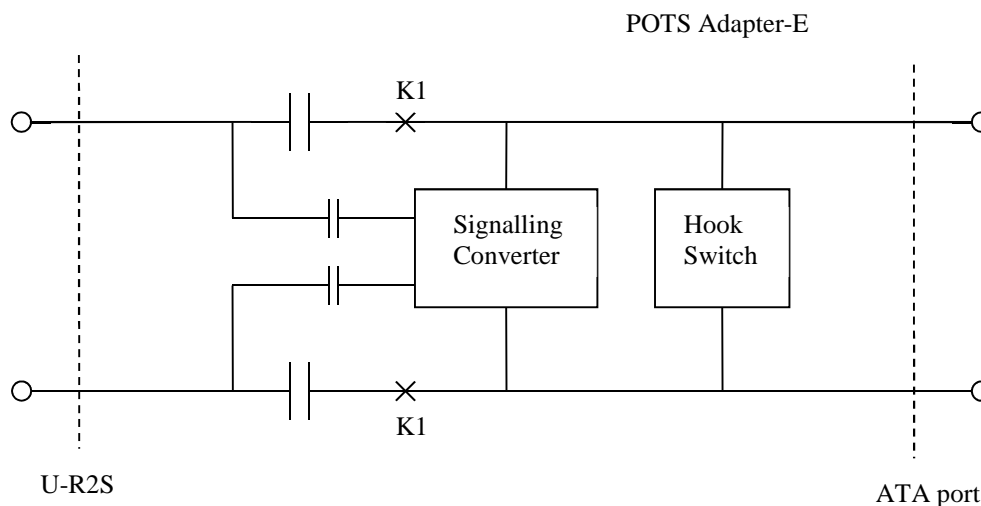 POTS Adapter-E
K1
Signalling
Converter
Hook
Switch
K1
U-R2S
ATA port